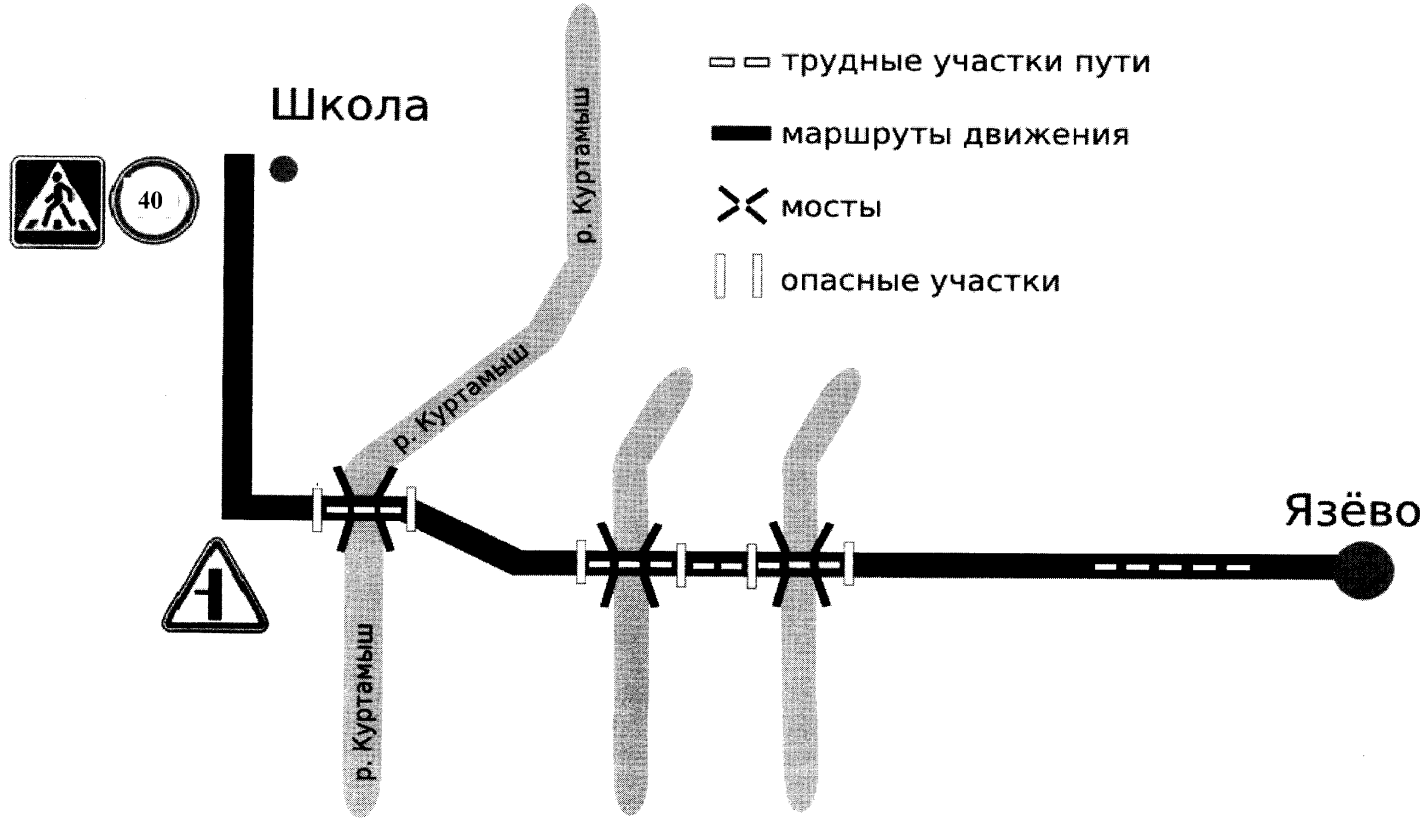 Школа
40
р. Куртамыш
р. Куртамыш
р. Куртамыш
трудные участки пути
маршруты движения
мосты
опасные участки
Язёво